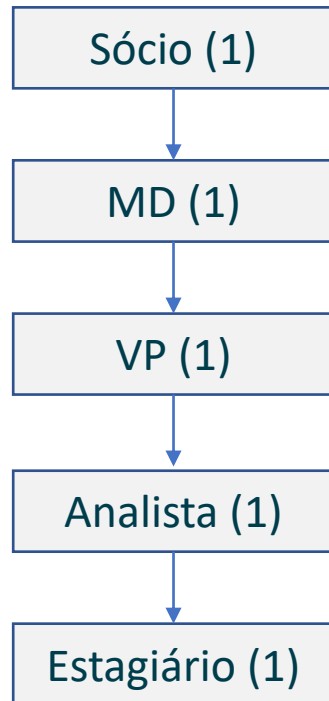 Sócio (1)
MD (1)
VP (1)
Analista (1)
Estagiário (1)